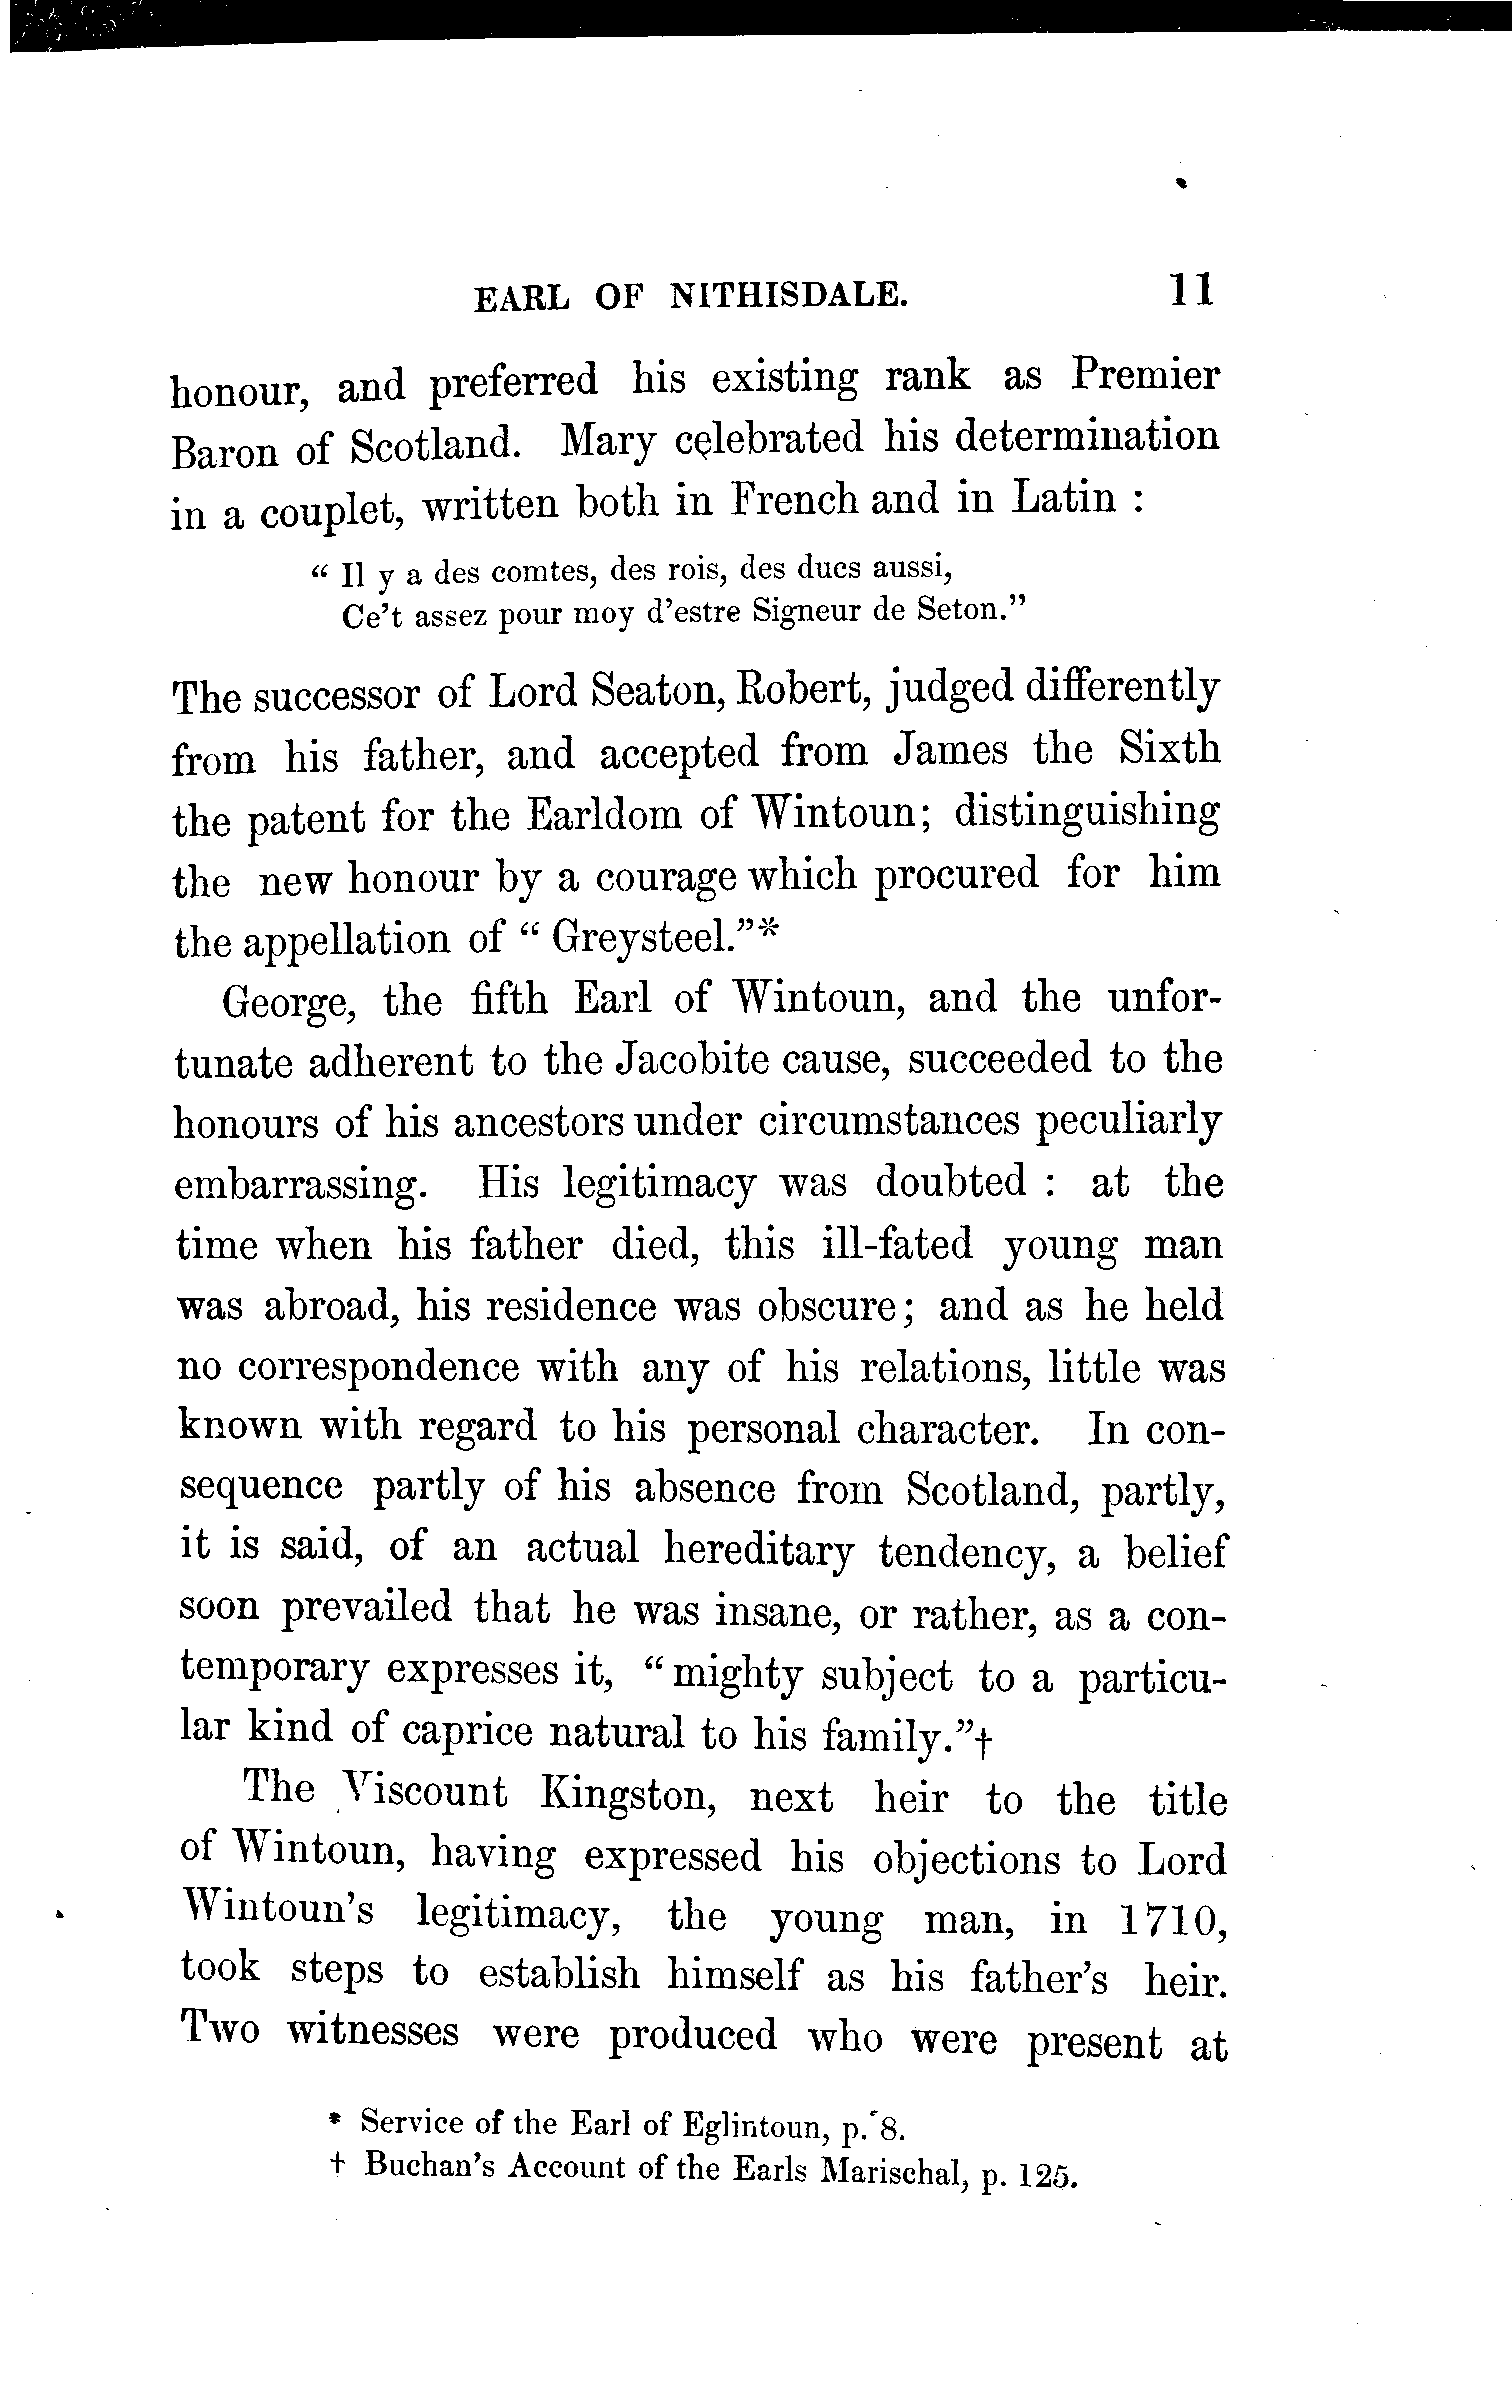 EARL OF NITHISDALE. 11
honour, and preferred his existing rank as Premier
Baron of Scotland. Mary celebrated his determination
in a couplet, written both in French and in Latin :
“ Il y a des comtes, des rois, des ducs aussi,
Ce’t assez pour moy d’estre Signeur de Seton.”
The successor of Lord Seaton, Robert, judged differently
from his father, and accepted from James the Sixth
the patent for the Earldom of Wintoun; distinguishing
the new honour by a courage which procured for him
the appellation of “ Greysteel.”*
George, the fifth Earl of Wintoun, and the unfor-
tunate adherent to the Jacobite cause, succeeded to the
honours of his ancestors under circumstances peculiarly
embarrassing. His legitimacy was doubted : at the
time when his father died, this ill-fated young man
was abroad, his residence was obscure; and as he held
no correspondence with any of his relations, little was
known with regard to his personal character. In con-
sequence partly of his absence from Scotland, partly,
it is said, of an actual hereditary tendency, a belief
soon prevailed that he was insane, or rather, as a con-
temporary expresses it, “ mighty subject to a particu-
lar kind of caprice natural to his family.”†
The Viscount Kingston, next heir to the title
of Wintoun, having expressed his objections to Lord
Wintoun’s legitimacy, the young man, in 1710,
took steps to establish himself as his father’s heir.
Two witnesses were produced who were present at
* Service of the Earl of Eglintoun, p. 8.
† Buchan’s Account of the Earls Marischal, p. 125.